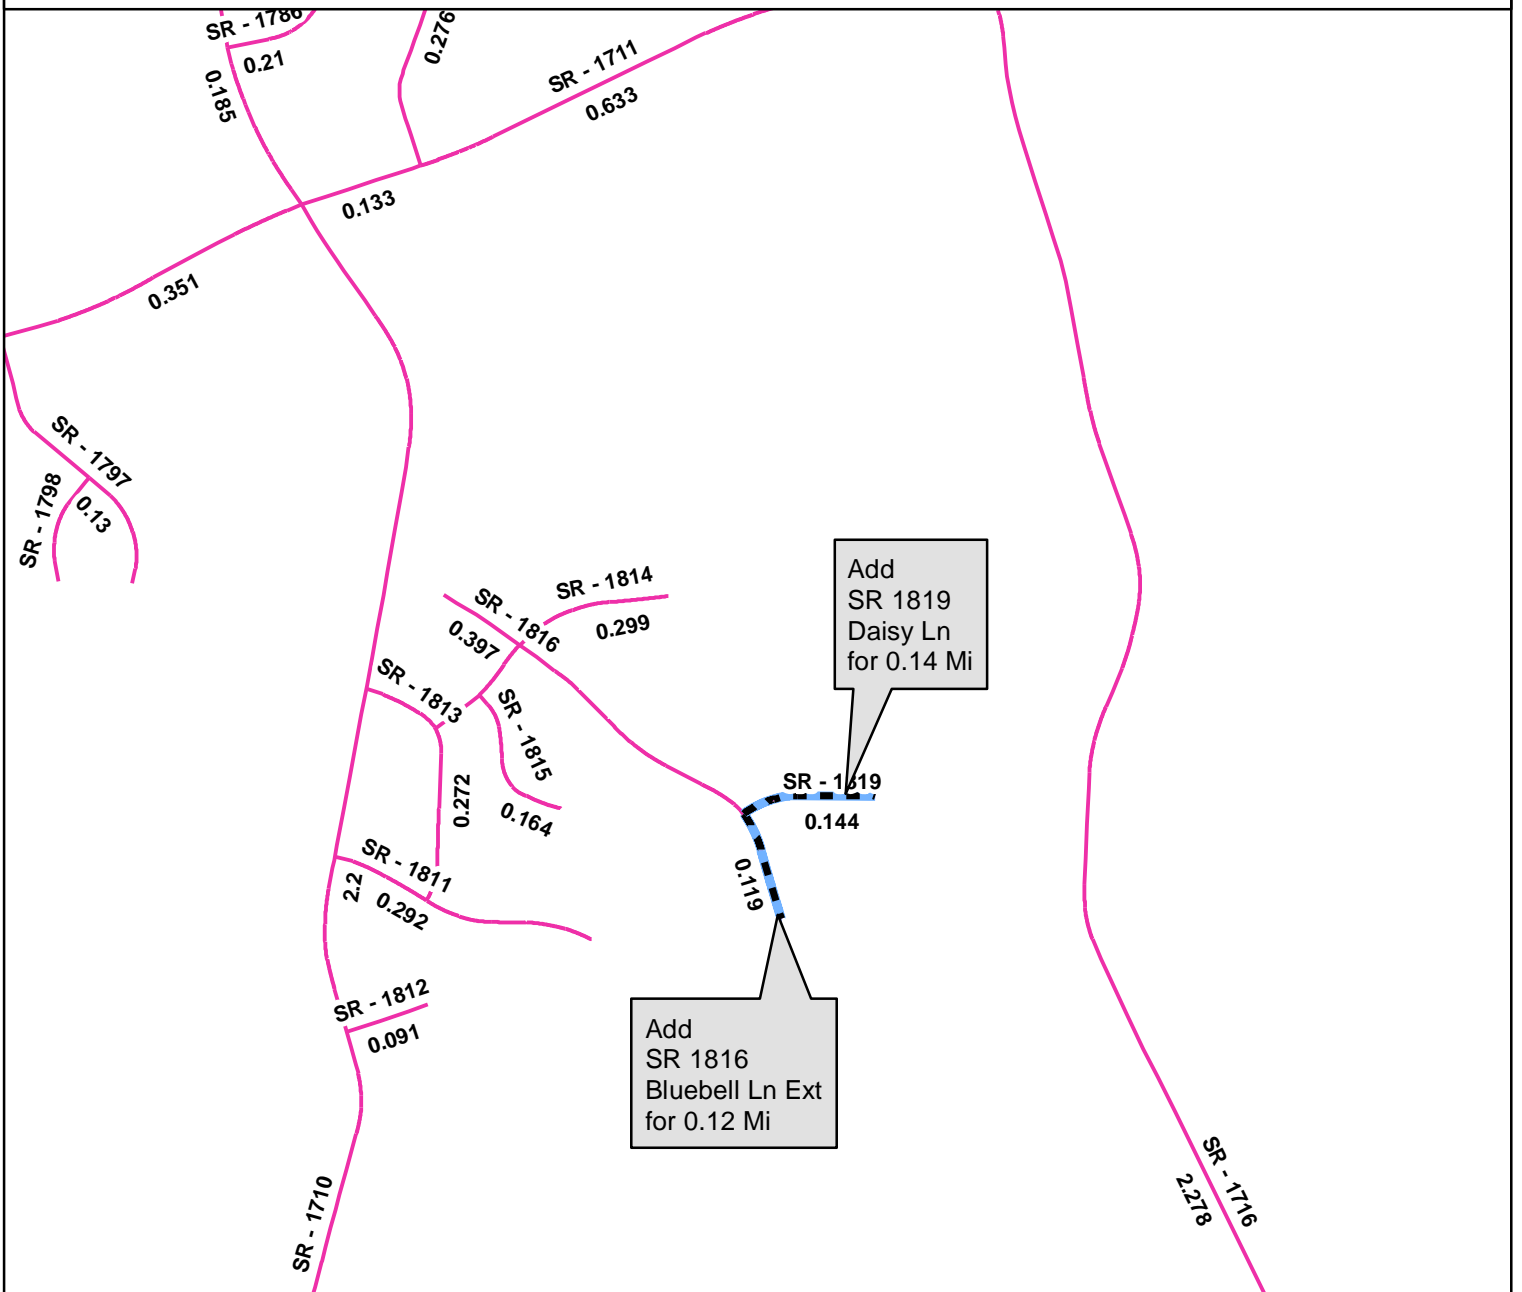 SR - 1786
0.21
0.185
0.276
SR - 1711
0.633
0.133
0.351
SR - 1797
SR - 1798
0.13
SR - 1814
0.299
SR - 1816
0.397
SR - 1813
SR - 1815
0.272
0.164
Add
SR 1819
Daisy Ln
for 0.14 Mi
SR - 1819
0.144
0.119
SR - 1811
2.2
0.292
SR - 1812
0.091
Add
SR 1816
Bluebell Ln Ext
for 0.12 Mi
SR - 1710
SR - 1716
2.278